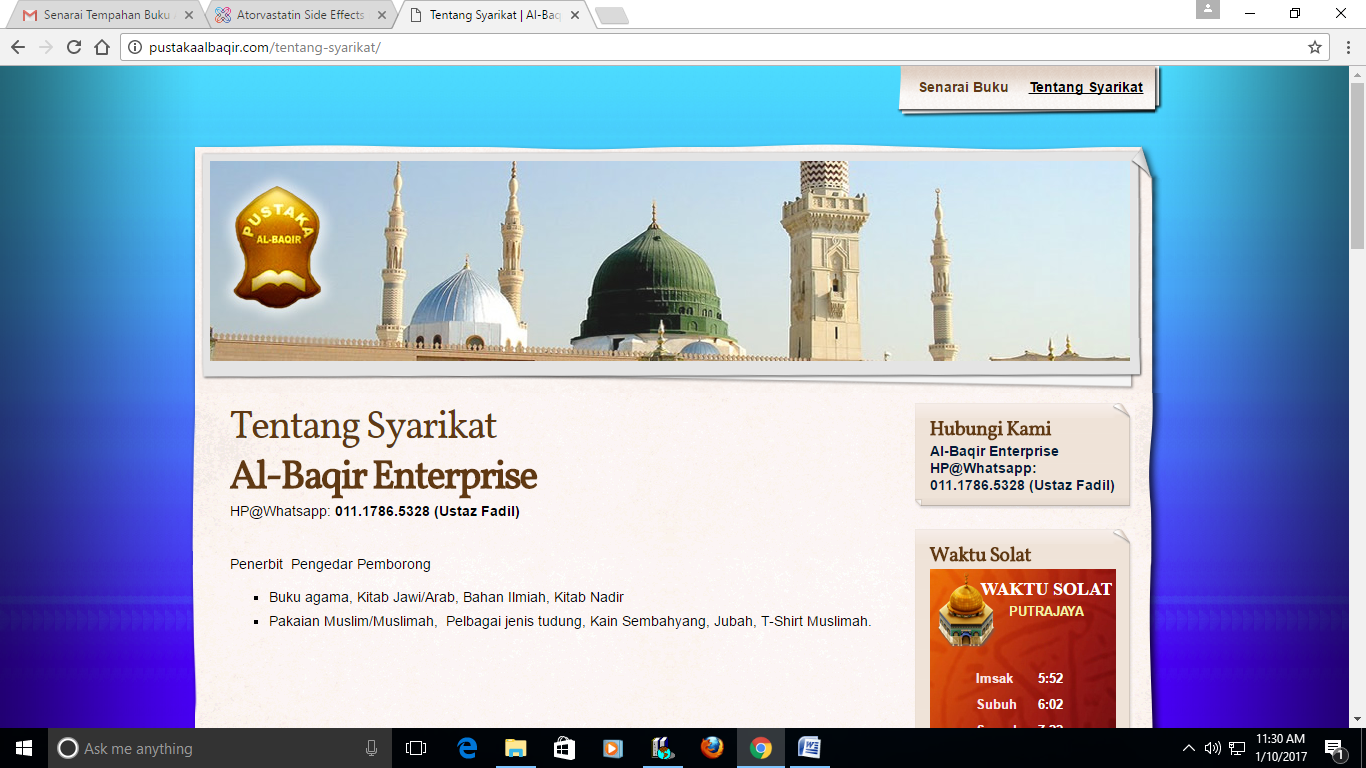 Senarai Tempahan Buku
Atorvastatin Side Effects
Tentang Syarikat | Al-Baq
pustakaalbaqir.com/tentang-syarikat/
Senarai Buku Tentang Syarikat
PUSTAKA
AL-BAQIR
Tentang Syarikat
Al-Baqir Enterprise
HP@Whatsapp: 011.1786.5328 (Ustaz Fadil)
Penerbit Pengedar Pemborong
Buku agama, Kitab Jawi/Arab, Bahan Ilmiah, Kitab Nadir
Pakaian Muslim/Muslimah, Pelbagai jenis tudung, Kain Sembahyang, Jubah, T-Shirt Muslimah.
Hubungi Kami
Al-Baqir Enterprise
HP@Whatsapp:
011.1786.5328 (Ustaz Fadil)
Waktu Solat
WAKTU SOLAT
PUTRAJAYA
Imsak 5:52
Subuh 6:02
Ask me anything
11:30 AM
1/10/2017
1